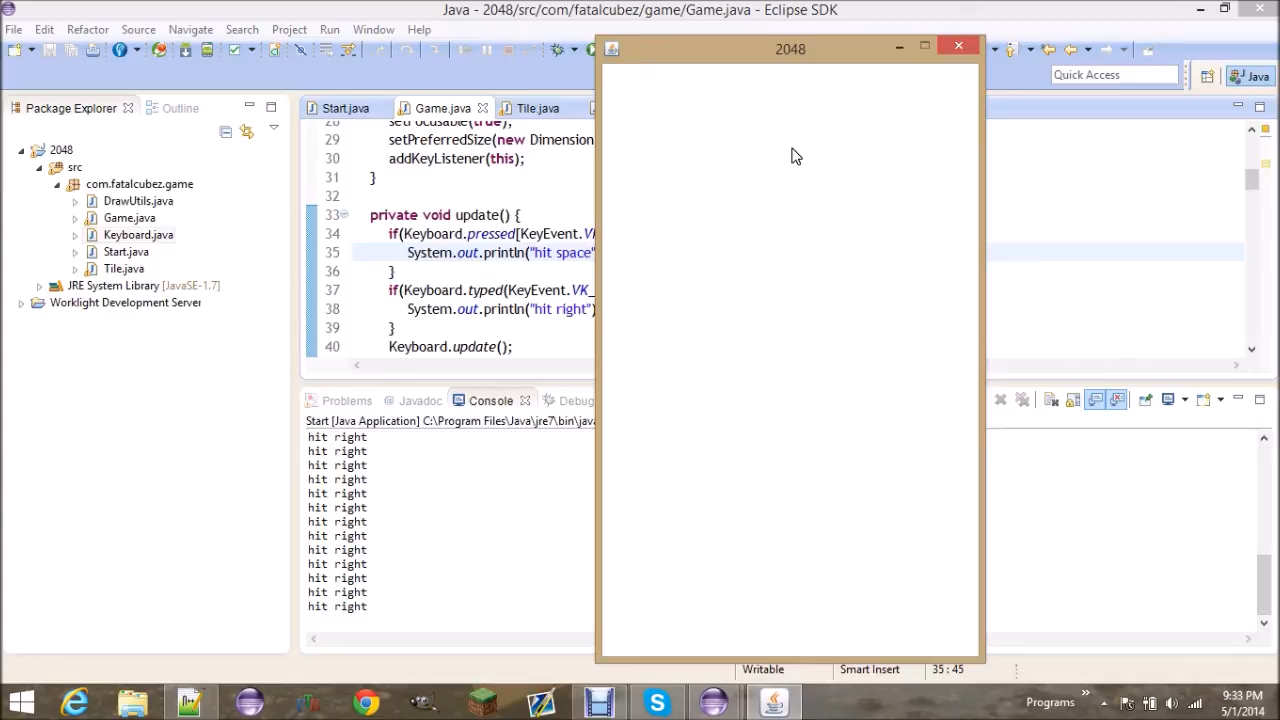 Java - 2048/src/com/fatalcubez/game/Game.java - Eclipse SDK
File Edit Refactor Source Navigate Search Project Run Window Help
2048
Quick Access
Java
Package Explorer
Outline
Start.java
Game.java
Tile.java
2048
src
com.fatalcubez.game
DrawUtils.java
Game.java
Keyboard.java
Start.java
Tile.java
JRE System Library [JavaSE-1.7]
Worklight Development Server
28 setFocusable(true);
29 setPreferredSize(new Dimension
30 addKeyListener(this);
31 }
32
33 private void update() {
34 if(Keyboard.pressed[KeyEvent.
35 System.out.println("hit space"
36 }
37 if(Keyboard.typed(KeyEvent.VK_
38 System.out.println("hit right")
39 }
40 Keyboard.update();
Problems
Javadoc
Console
Debug
Start [Java Application] C:\Program Files\Java\jre7\bin\java
hit right
hit right
hit right
hit right
hit right
hit right
hit right
hit right
hit right
hit right
hit right
hit right
hit right
Writable
Smart Insert
35 : 45
Programs
9:33 PM
5/1/2014